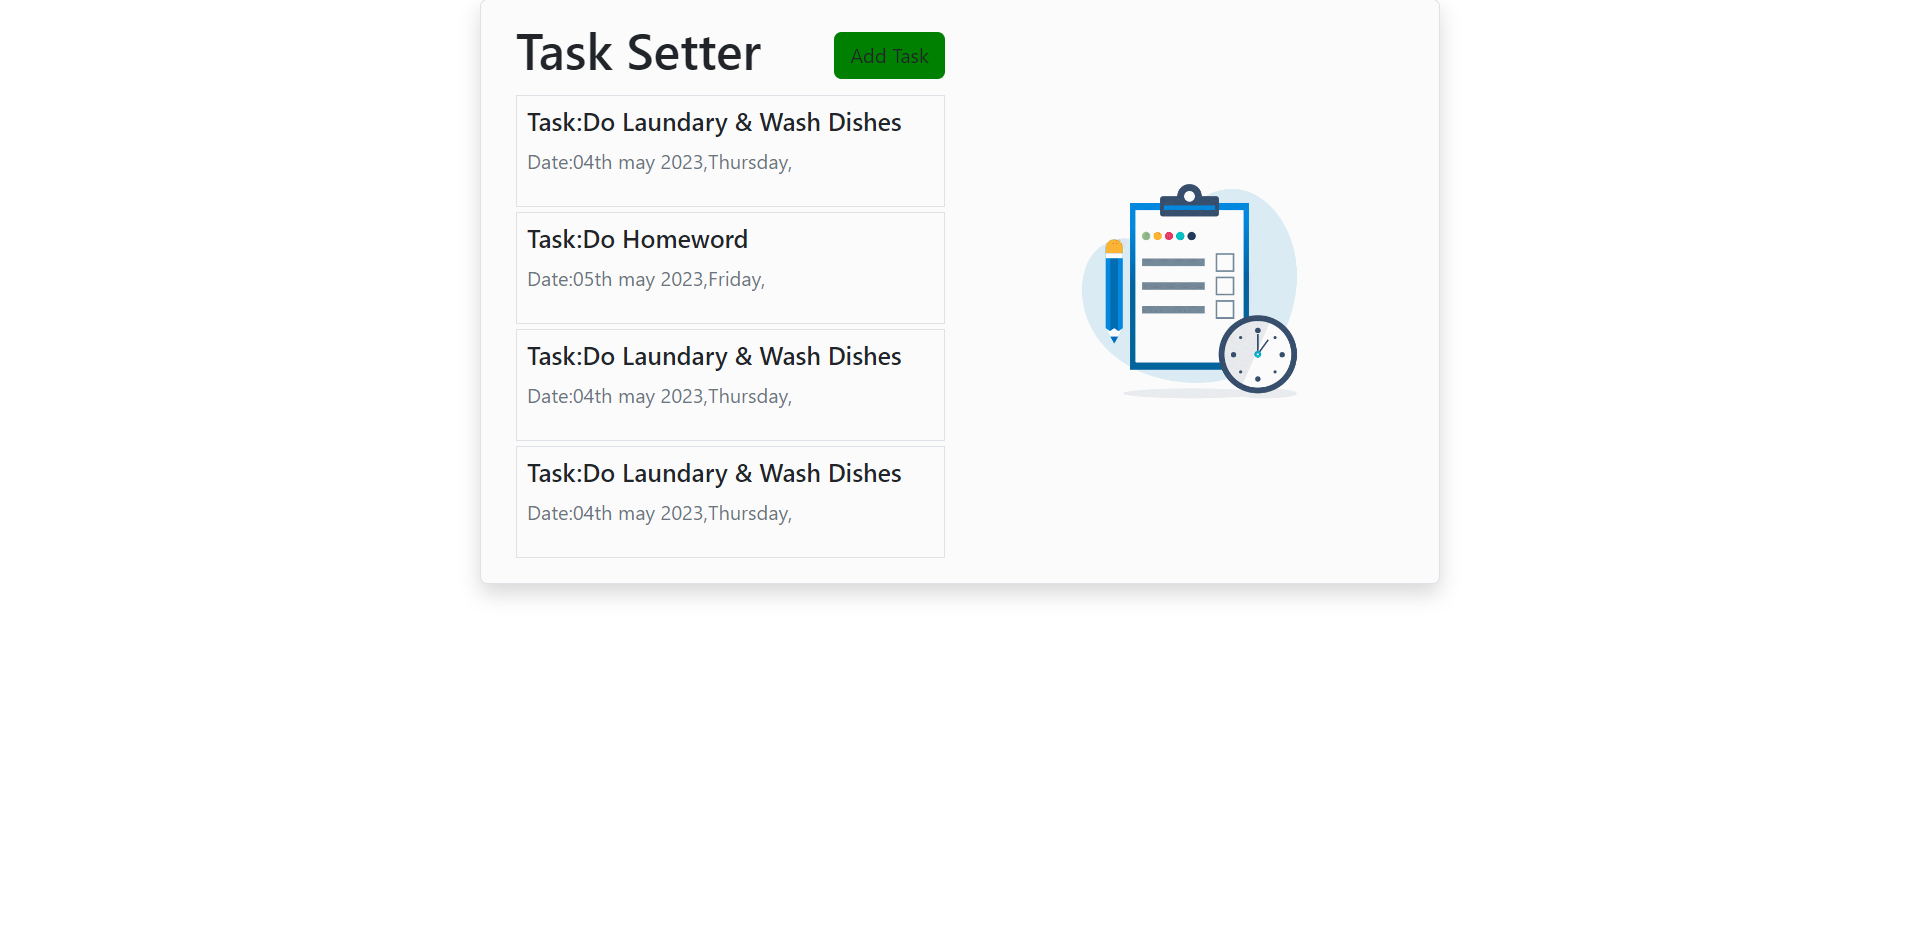 Task Setter
Add Task
Task:Do Laundary & Wash Dishes
Date:04th may 2023,Thursday,
Task:Do Homeword
Date:05th may 2023,Friday,
Task:Do Laundary & Wash Dishes
Date:04th may 2023,Thursday,
Task:Do Laundary & Wash Dishes
Date:04th may 2023,Thursday,